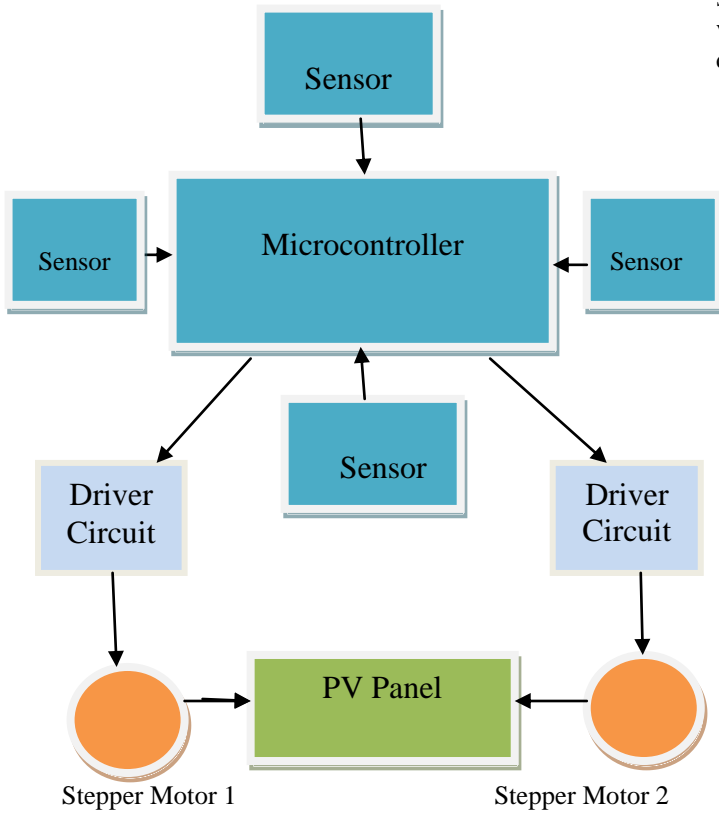 Sensor
Microcontroller
Sensor
Sensor
Sensor
Driver
Circuit
Driver
Circuit
PV Panel
Stepper Motor 1
Stepper Motor 2